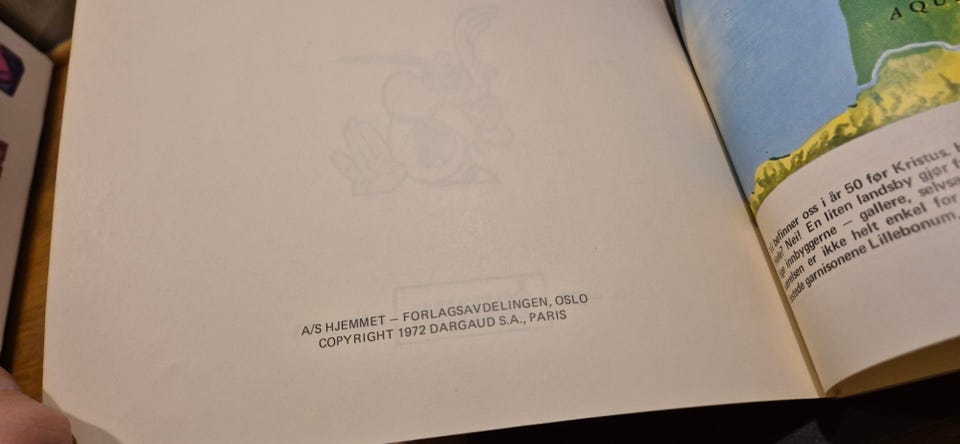 A/S HJEMMET – FORLAGSAVDELINGEN, OSLO
COPYRIGHT 1972 DARGAUD S.A., PARIS
AQU
befinner oss i år 50 før Kristus,
Nei! En liten landsby gjør
innbyggerne – gallere,
er ikke helt enkel for
garnisonene Lillebonum,